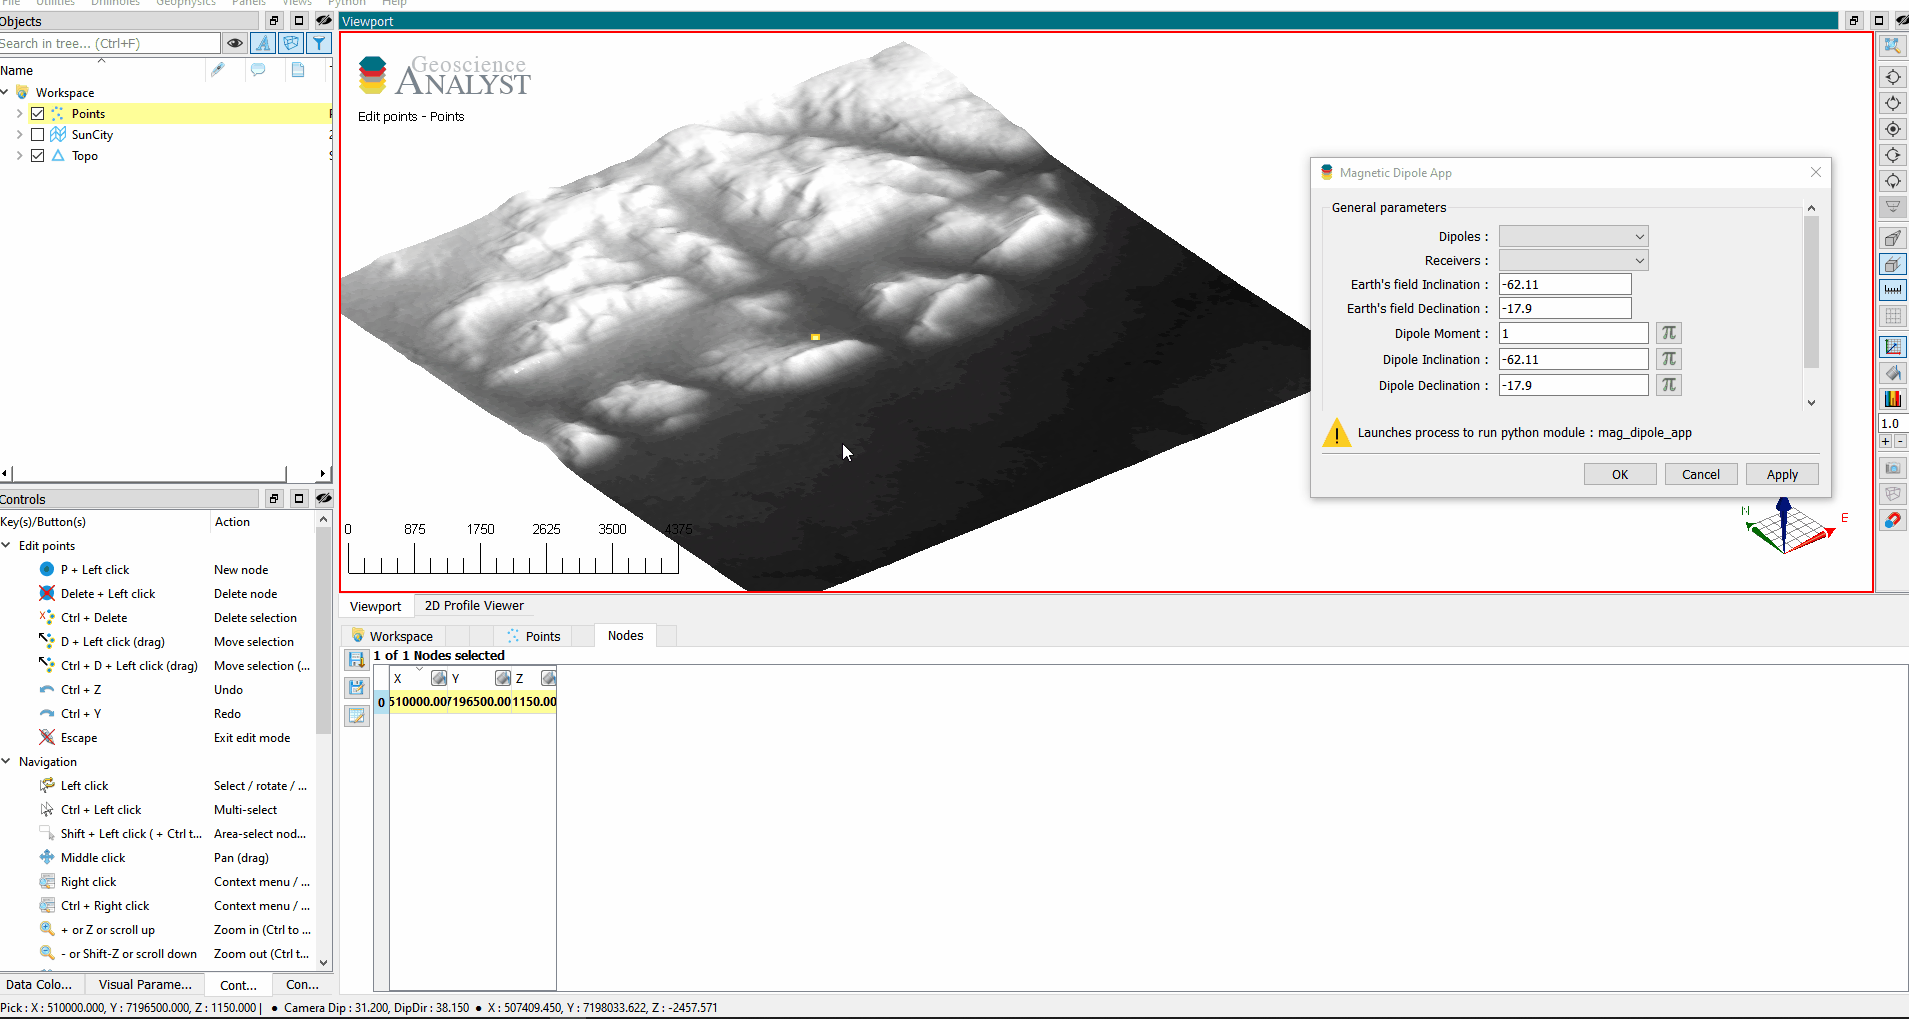 File Utilities Drillholes Geophysics Panels Views Python Help
Objects
Viewport
Search in tree... (Ctrl+F)
Name
Workspace
Points
SunCity
Topo
Geoscience
ANALYST
Edit points - Points
0 875 1750 2625 3500 4375
N
E
Magnetic Dipole App
General parameters
Dipoles :
Receivers :
Earth's field Inclination : -62.11
Earth's field Declination : -17.9
Dipole Moment : 1 π
Dipole Inclination : -62.11 π
Dipole Declination : -17.9 π
Launches process to run python module : mag_dipole_app
OK Cancel Apply
1.0
+ -
Controls
Key(s)/Button(s) Action
Edit points
P + Left click New node
Delete + Left click Delete node
Ctrl + Delete Delete selection
D + Left click (drag) Move selection
Ctrl + D + Left click (drag) Move selection (...
Ctrl + Z Undo
Ctrl + Y Redo
Escape Exit edit mode
Navigation
Left click Select / rotate / ...
Ctrl + Left click Multi-select
Shift + Left click ( + Ctrl t... Area-select nod...
Middle click Pan (drag)
Right click Context menu / ...
Ctrl + Right click Context menu / ...
+ or Z or scroll up Zoom in (Ctrl to ...
- or Shift-Z or scroll down Zoom out (Ctrl t...
Data Colo... Visual Parame... Cont... Con...
Viewport 2D Profile Viewer
Workspace Points Nodes
1 of 1 Nodes selected
X Y Z
0 510000.00 7196500.00 1150.00
Pick : X : 510000.000, Y : 7196500.000, Z : 1150.000 | ● Camera Dip : 31.200, DipDir : 38.150 ● X : 507409.450, Y : 7198033.622, Z : -2457.571